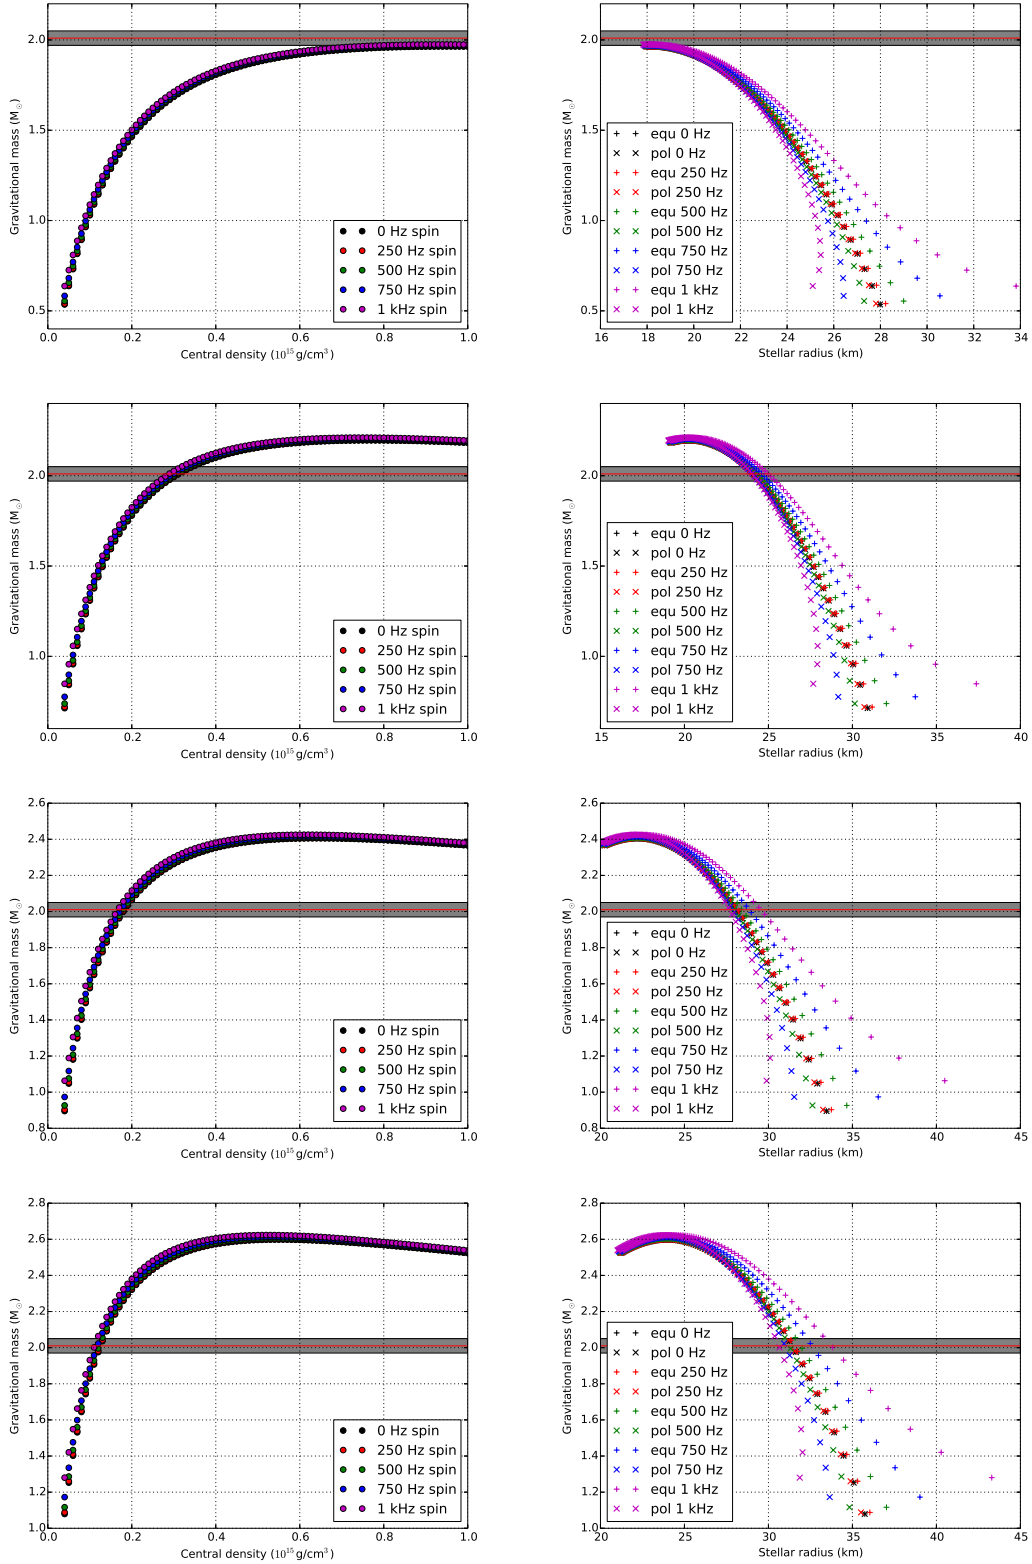 2.0
1.5
1.0
0.5
Gravitational mass (M☉)
0.0 0.2 0.4 0.6 0.8 1.0
Central density (10¹⁵ g/cm³)
0 Hz spin
250 Hz spin
500 Hz spin
750 Hz spin
1 kHz spin
2.0
1.5
1.0
0.5
Gravitational mass (M☉)
16 18 20 22 24 26 28 30 32 34
Stellar radius (km)
equ 0 Hz
pol 0 Hz
equ 250 Hz
pol 250 Hz
equ 500 Hz
pol 500 Hz
equ 750 Hz
pol 750 Hz
equ 1 kHz
pol 1 kHz
2.0
1.5
1.0
Gravitational mass (M☉)
0.0 0.2 0.4 0.6 0.8 1.0
Central density (10¹⁵ g/cm³)
0 Hz spin
250 Hz spin
500 Hz spin
750 Hz spin
1 kHz spin
2.0
1.5
1.0
Gravitational mass (M☉)
15 20 25 30 35 40
Stellar radius (km)
equ 0 Hz
pol 0 Hz
equ 250 Hz
pol 250 Hz
equ 500 Hz
pol 500 Hz
equ 750 Hz
pol 750 Hz
equ 1 kHz
pol 1 kHz
2.6
2.4
2.2
2.0
1.8
1.6
1.4
1.2
1.0
0.8
Gravitational mass (M☉)
0.0 0.2 0.4 0.6 0.8 1.0
Central density (10¹⁵ g/cm³)
0 Hz spin
250 Hz spin
500 Hz spin
750 Hz spin
1 kHz spin
2.6
2.4
2.2
2.0
1.8
1.6
1.4
1.2
1.0
0.8
Gravitational mass (M☉)
20 25 30 35 40 45
Stellar radius (km)
equ 0 Hz
pol 0 Hz
equ 250 Hz
pol 250 Hz
equ 500 Hz
pol 500 Hz
equ 750 Hz
pol 750 Hz
equ 1 kHz
pol 1 kHz
2.8
2.6
2.4
2.2
2.0
1.8
1.6
1.4
1.2
1.0
Gravitational mass (M☉)
0.0 0.2 0.4 0.6 0.8 1.0
Central density (10¹⁵ g/cm³)
0 Hz spin
250 Hz spin
500 Hz spin
750 Hz spin
1 kHz spin
2.8
2.6
2.4
2.2
2.0
1.8
1.6
1.4
1.2
1.0
Gravitational mass (M☉)
20 25 30 35 40 45
Stellar radius (km)
equ 0 Hz
pol 0 Hz
equ 250 Hz
pol 250 Hz
equ 500 Hz
pol 500 Hz
equ 750 Hz
pol 750 Hz
equ 1 kHz
pol 1 kHz